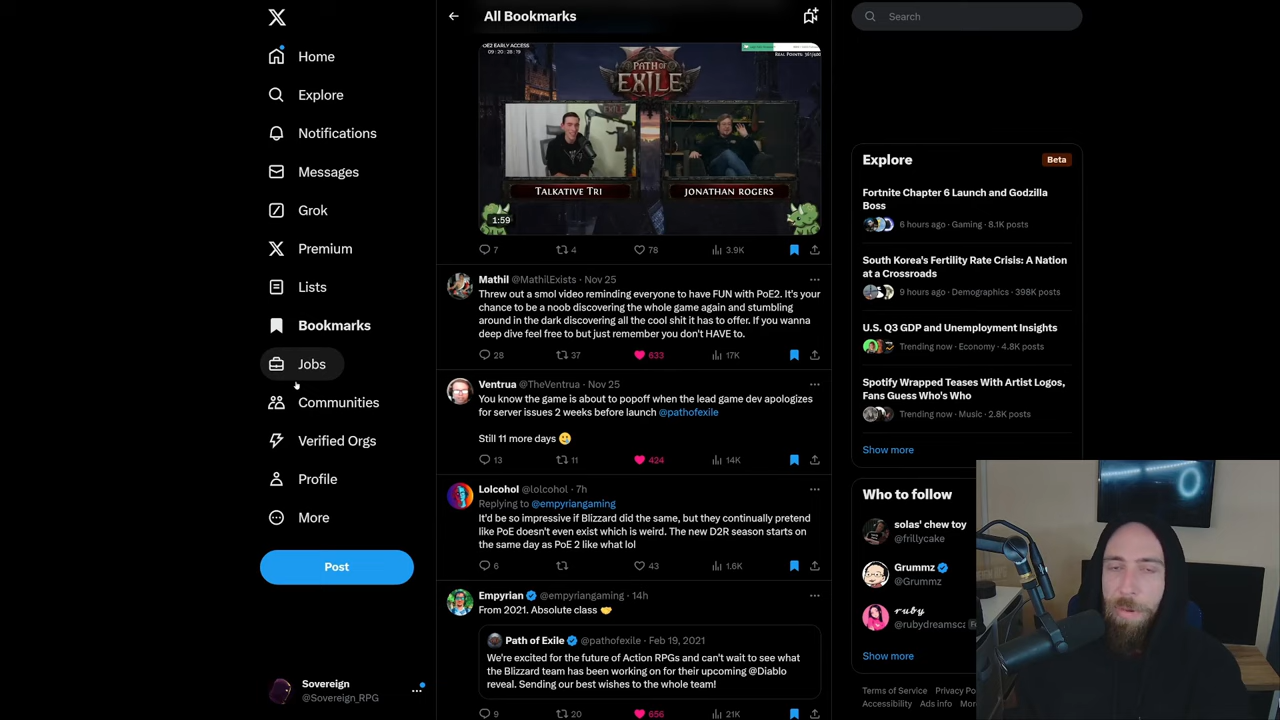 Home
Explore
Notifications
Messages
Grok
Premium
Lists
Bookmarks
Jobs
Communities
Verified Orgs
Profile
More
Post
Sovereign
@Sovereign_RPG
All Bookmarks
POE2 EARLY ACCESS
09 : 20 : 28 : 19
PATH OF
EXILE
TALKATIVE TRI
JONATHAN ROGERS
1:59
7 4 78 3.9K
Mathil @MathilExists · Nov 25
Threw out a smol video reminding everyone to have FUN with PoE2. It's your
chance to be a noob discovering the whole game again and stumbling
around in the dark discovering all the cool shit it has to offer. If you wanna
deep dive feel free to but just remember you don't HAVE to.
28 37 633 17K
Ventrua @TheVentrua · Nov 25
You know the game is about to popoff when the lead game dev apologizes
for server issues 2 weeks before launch @pathofexile
Still 11 more days 🥲
13 11 424 14K
Lolcohol @lolcohol · 7h
Replying to @empyriangaming
It'd be so impressive if Blizzard did the same, but they continually pretend
like PoE doesn't even exist which is weird. The new D2R season starts on
the same day as PoE 2 like what lol
6 43 1.6K
Empyrian @empyriangaming · 14h
From 2021. Absolute class 🤝
Path of Exile @pathofexile · Feb 19, 2021
We're excited for the future of Action RPGs and can't wait to see what
the Blizzard team has been working on for their upcoming @Diablo
reveal. Sending our best wishes to the whole team!
9 20 656 21K
Search
Explore
Beta
Fortnite Chapter 6 Launch and Godzilla
Boss
6 hours ago · Gaming · 8.1K posts
South Korea's Fertility Rate Crisis: A Nation
at a Crossroads
9 hours ago · Demographics · 398K posts
U.S. Q3 GDP and Unemployment Insights
Trending now · Economy · 4.8K posts
Spotify Wrapped Teases With Artist Logos,
Fans Guess Who's Who
Trending now · Music · 2.8K posts
Show more
Who to follow
solas' chew toy
@frillycake
Grummz
@Grummz
ruby
@rubydreamsca
Show more
Terms of Service Privacy Po
Accessibility Ads info Mor